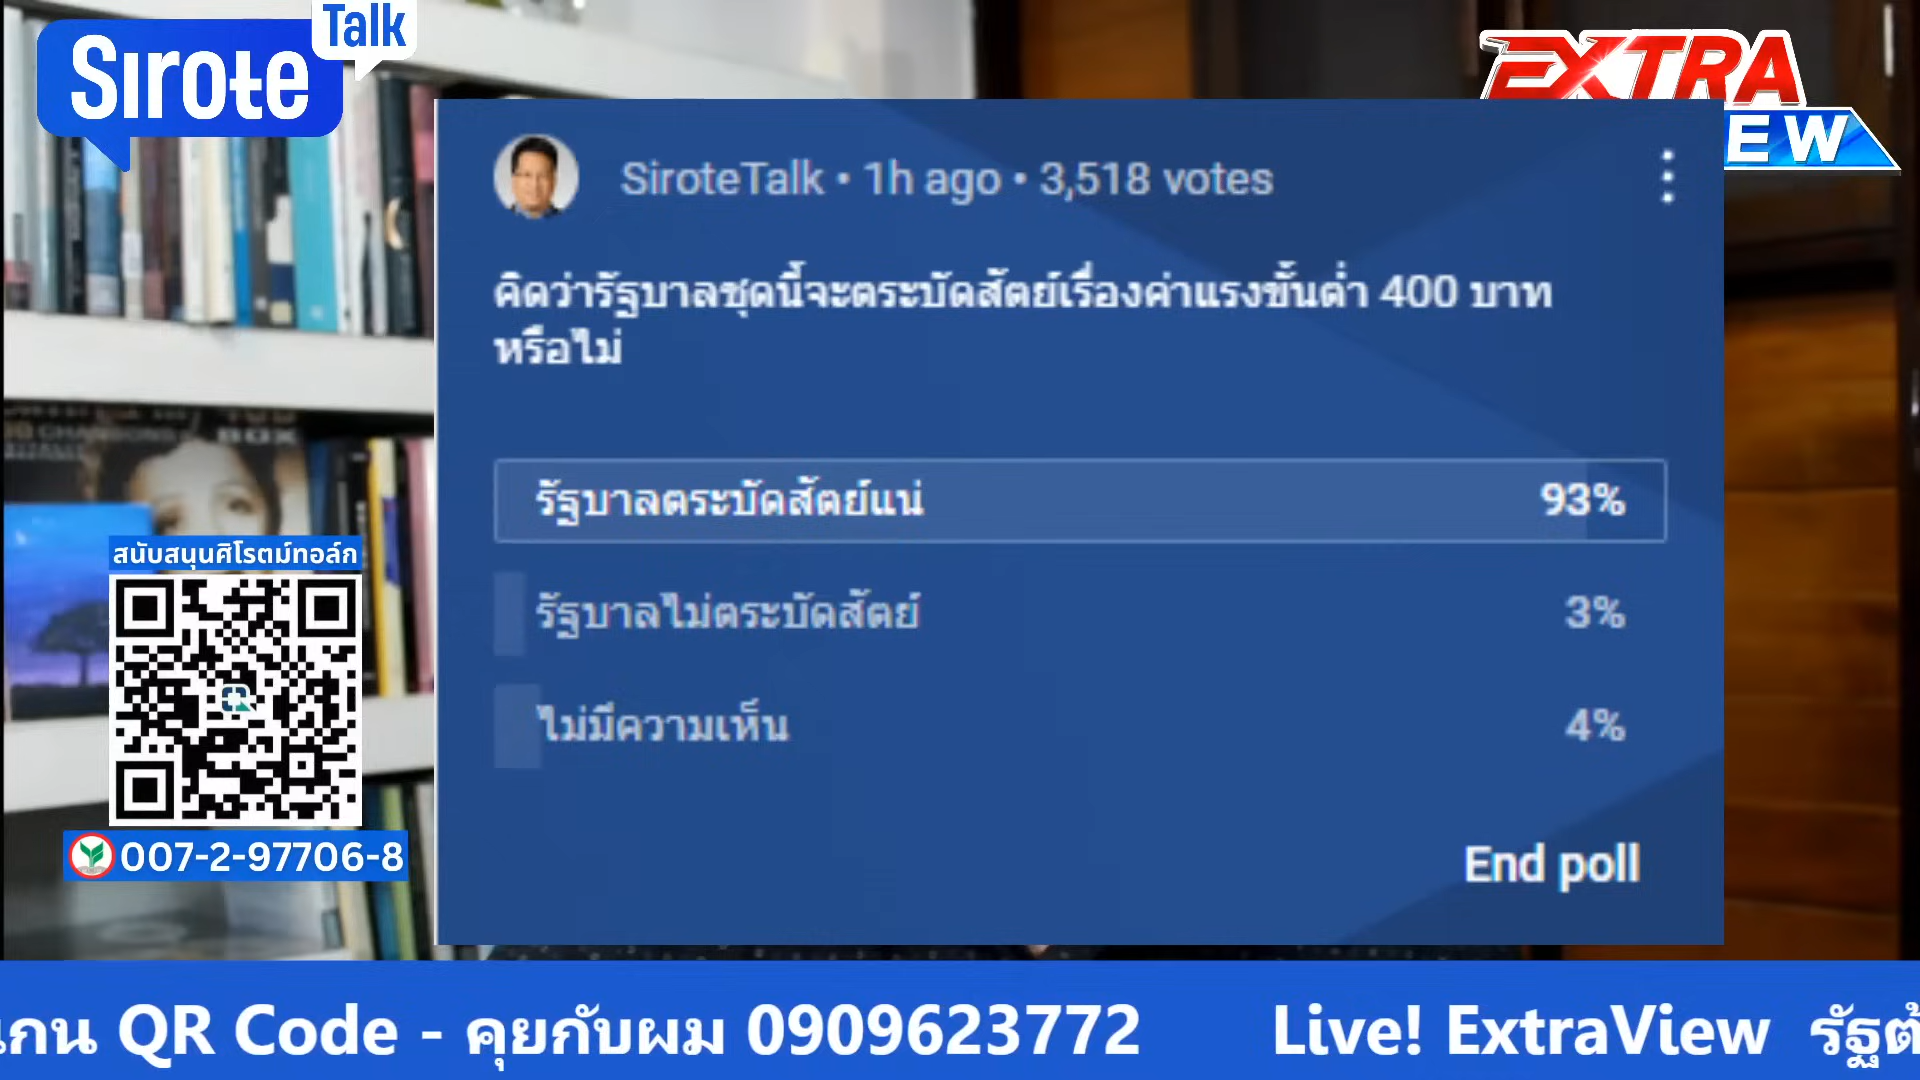 Sirote Talk
EXTRA
EW
SiroteTalk • 1h ago • 3,518 votes
คิดว่ารัฐบาลชุดนี้จะตระบัดสัตย์เรื่องค่าแรงขั้นต่ำ 400 บาท
หรือไม่
รัฐบาลตระบัดสัตย์แน่ 93%
รัฐบาลไม่ตระบัดสัตย์ 3%
ไม่มีความเห็น 4%
End poll
สนับสนุนศิโรตม์ทอล์ก
007-2-97706-8
QR Code - คุยกับผม 0909623772 Live! ExtraView